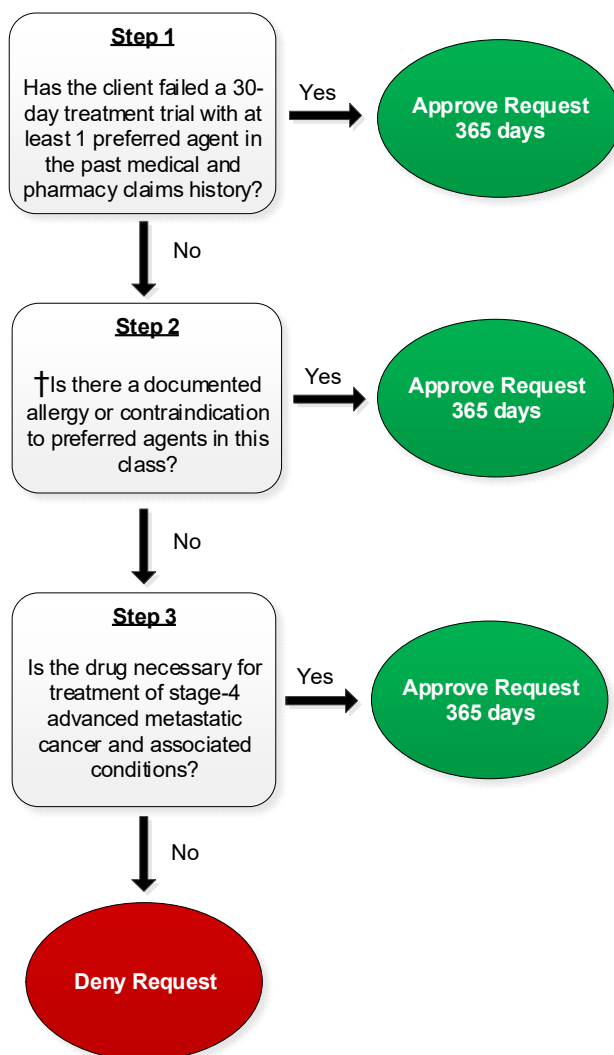 Step 1
Has the client failed a 30-
day treatment trial with at
least 1 preferred agent in
the past medical and
pharmacy claims history?
Yes
Approve Request
365 days
No
Step 2
†Is there a documented
allergy or contraindication
to preferred agents in this
class?
Yes
Approve Request
365 days
No
Step 3
Is the drug necessary for
treatment of stage-4
advanced metastatic
cancer and associated
conditions?
Yes
Approve Request
365 days
No
Deny Request